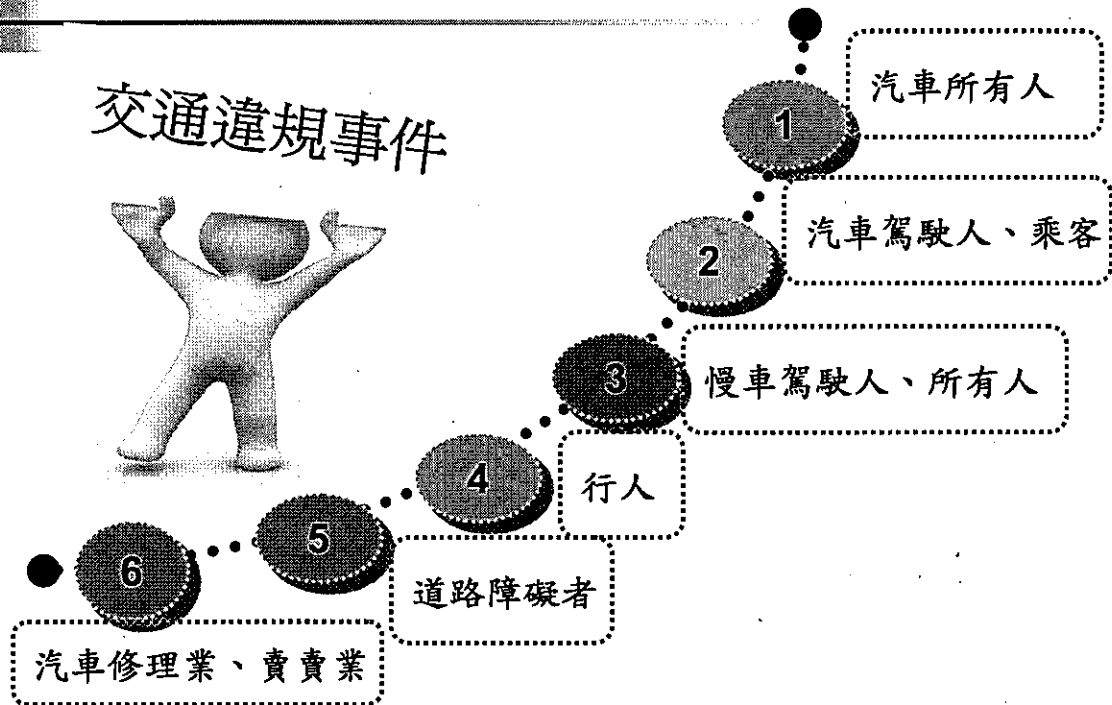 交通違規事件
1
汽車所有人
2
汽車駕駛人、乘客
3
慢車駕駛人、所有人
4
行人
5
道路障礙者
6
汽車修理業、賣賣業